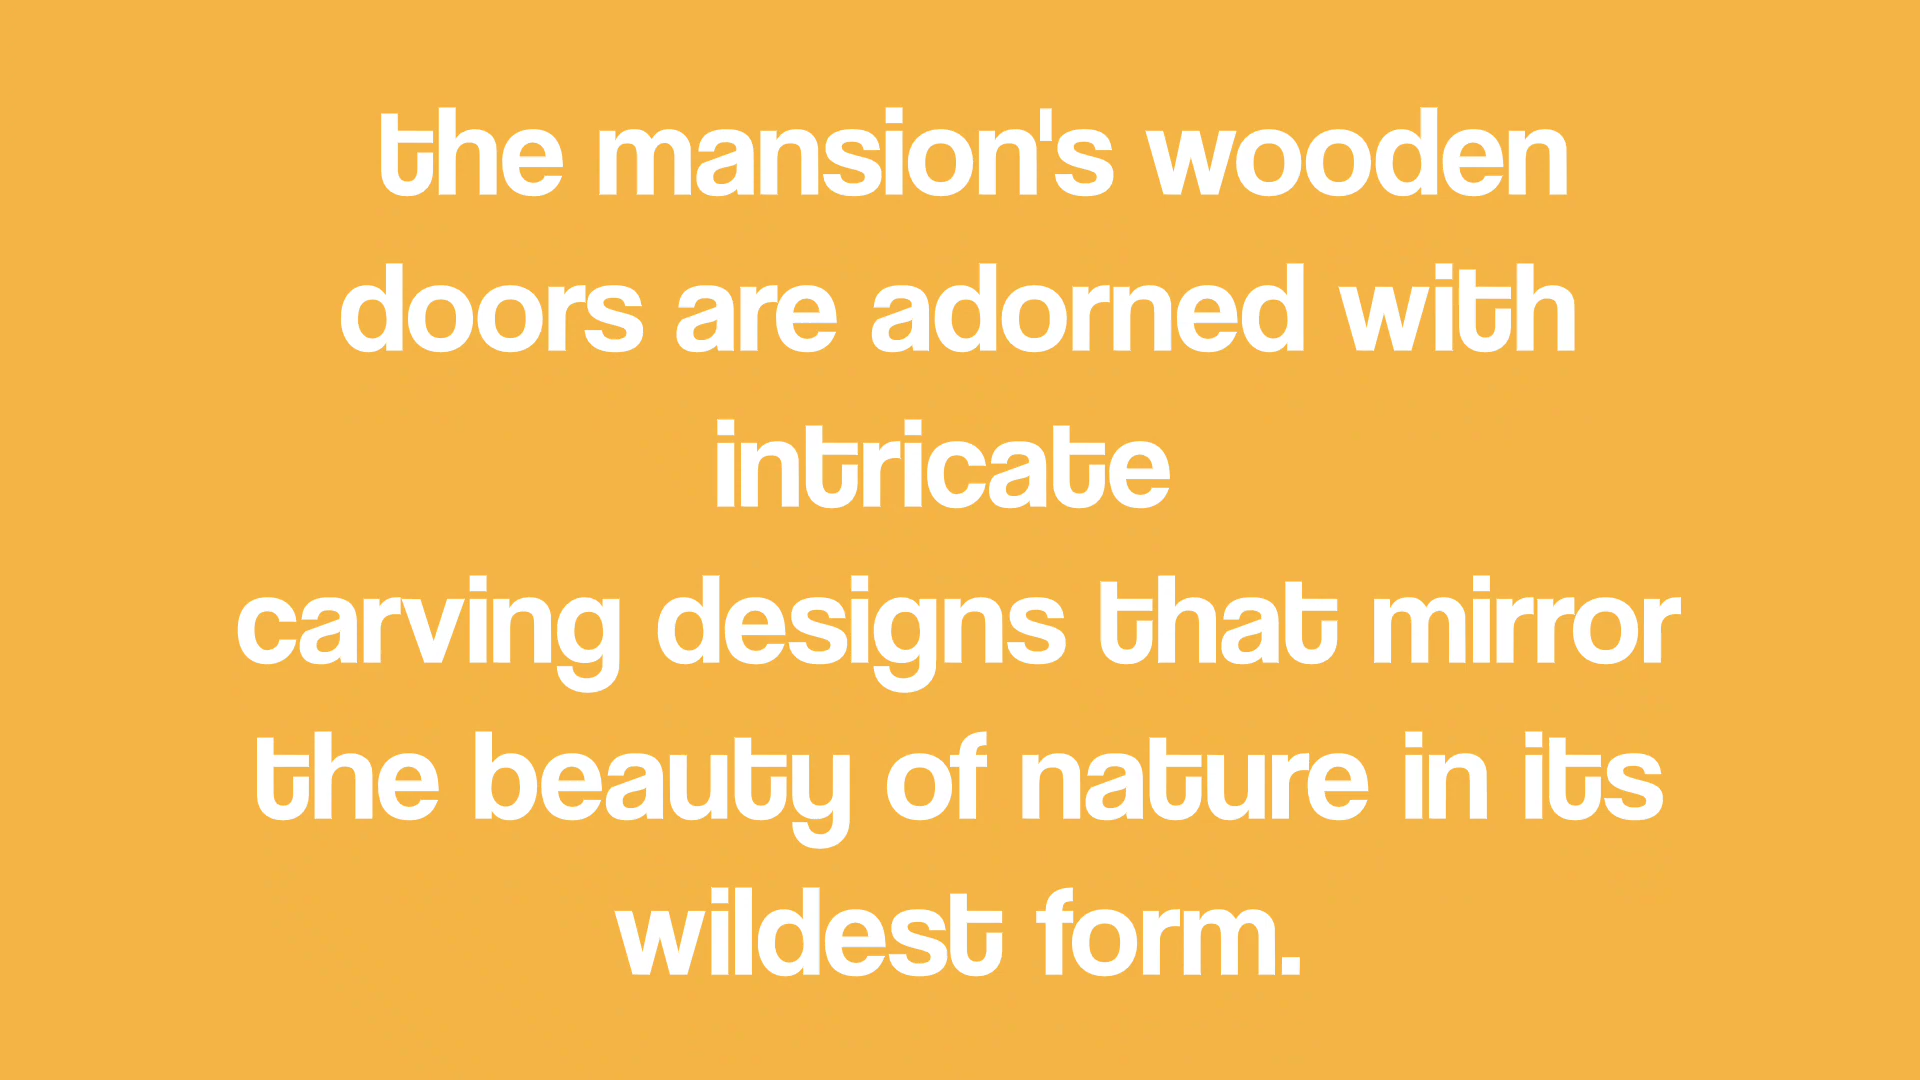 the mansion's wooden
doors are adorned with
intricate
carving designs that mirror
the beauty of nature in its
wildest form.